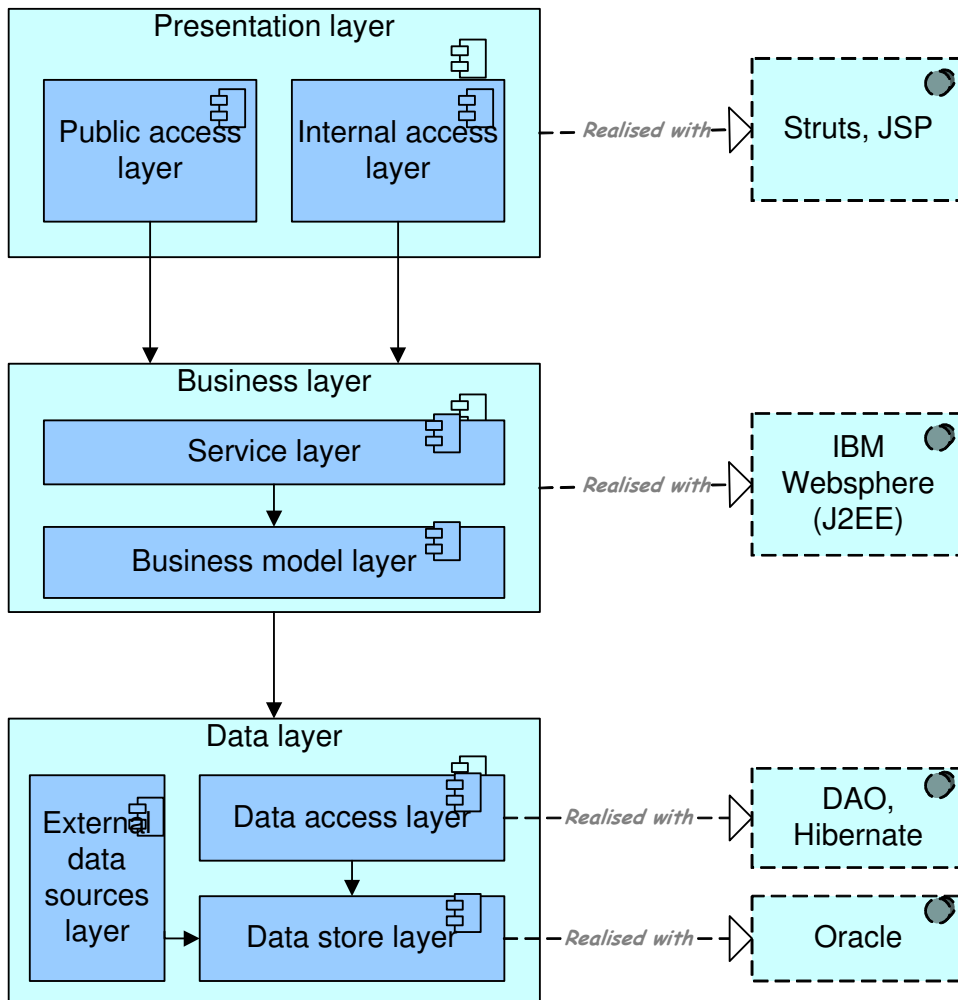 Presentation layer
Public access
layer
Internal access
layer
Realised with
Struts, JSP
Business layer
Service layer
Business model layer
Realised with
IBM
Websphere
(J2EE)
Data layer
External
data
sources
layer
Data access layer
Realised with
DAO,
Hibernate
Data store layer
Realised with
Oracle